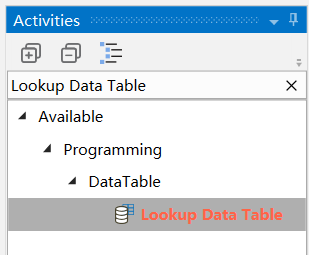 Activities
Lookup Data Table
Available
Programming
DataTable
Lookup Data Table